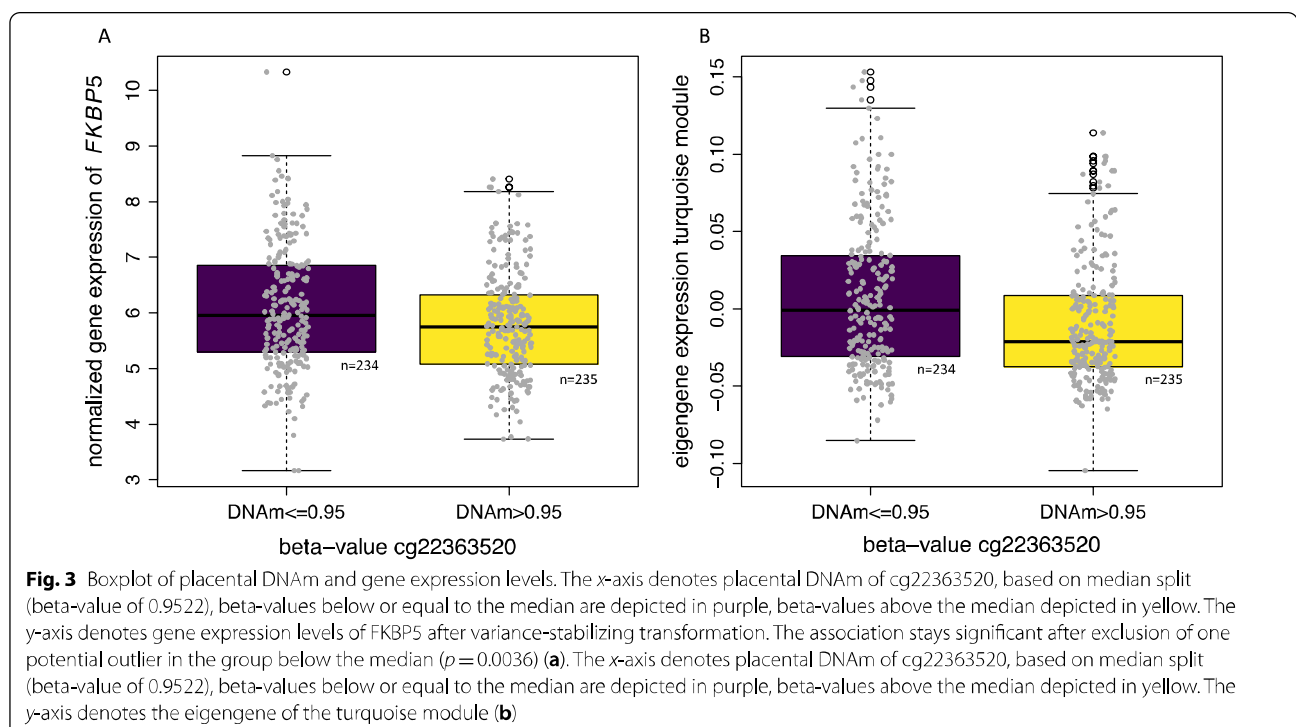 A
B
normalized gene expression of FKBP5
10
9
8
7
6
5
4
3
n=234
n=235
DNAm<=0.95
DNAm>0.95
beta−value cg22363520
eigengene expression turquoise module
0.15
0.10
0.05
0.00
−0.05
−0.10
n=234
n=235
DNAm<=0.95
DNAm>0.95
beta−value cg22363520
Fig. 3 Boxplot of placental DNAm and gene expression levels. The x-axis denotes placental DNAm of cg22363520, based on median split
(beta-value of 0.9522), beta-values below or equal to the median are depicted in purple, beta-values above the median depicted in yellow. The
y-axis denotes gene expression levels of FKBP5 after variance-stabilizing transformation. The association stays significant after exclusion of one
potential outlier in the group below the median (p = 0.0036) (a). The x-axis denotes placental DNAm of cg22363520, based on median split
(beta-value of 0.9522), beta-values below or equal to the median are depicted in purple, beta-values above the median depicted in yellow. The
y-axis denotes the eigengene of the turquoise module (b)